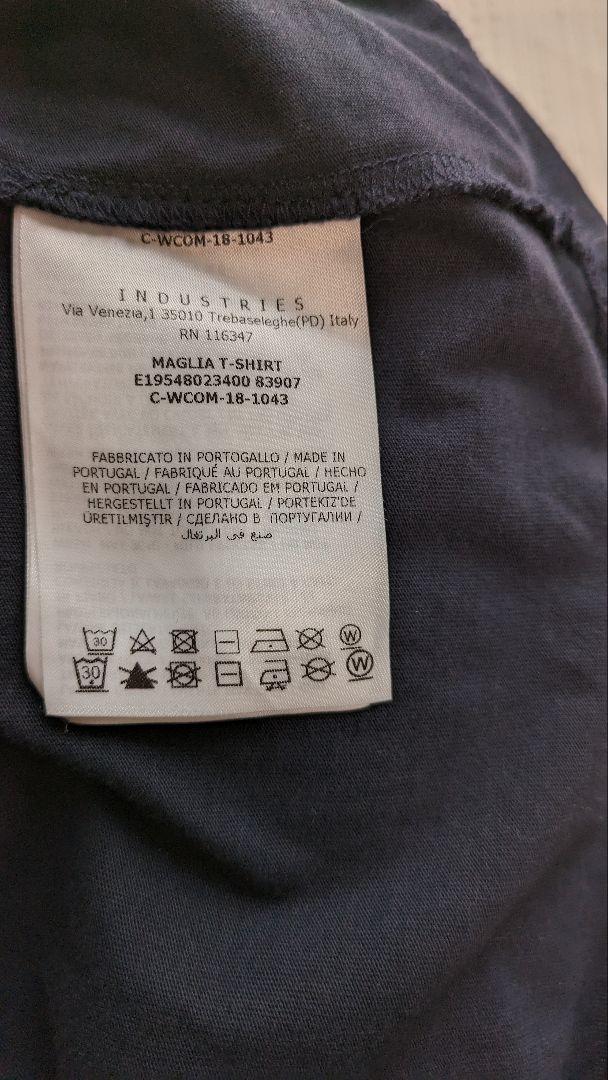 C-WCOM-18-1043
INDUSTRIES
Via Venezia,1 35010 Trebaseleghe(PD) Italy
RN 116347
MAGLIA T-SHIRT
E19548023400 83907
C-WCOM-18-1043
FABBRICATO IN PORTOGALLO / MADE IN
PORTUGAL / FABRIQUÉ AU PORTUGAL / HECHO
EN PORTUGAL / FABRICADO EM PORTUGAL /
HERGESTELLT IN PORTUGAL / PORTEKIZ'DE
ÜRETILMIŞTIR / СДЕЛАНО В ПОРТУГАЛИИ /
صنع في البرتغال
30 W
30 W